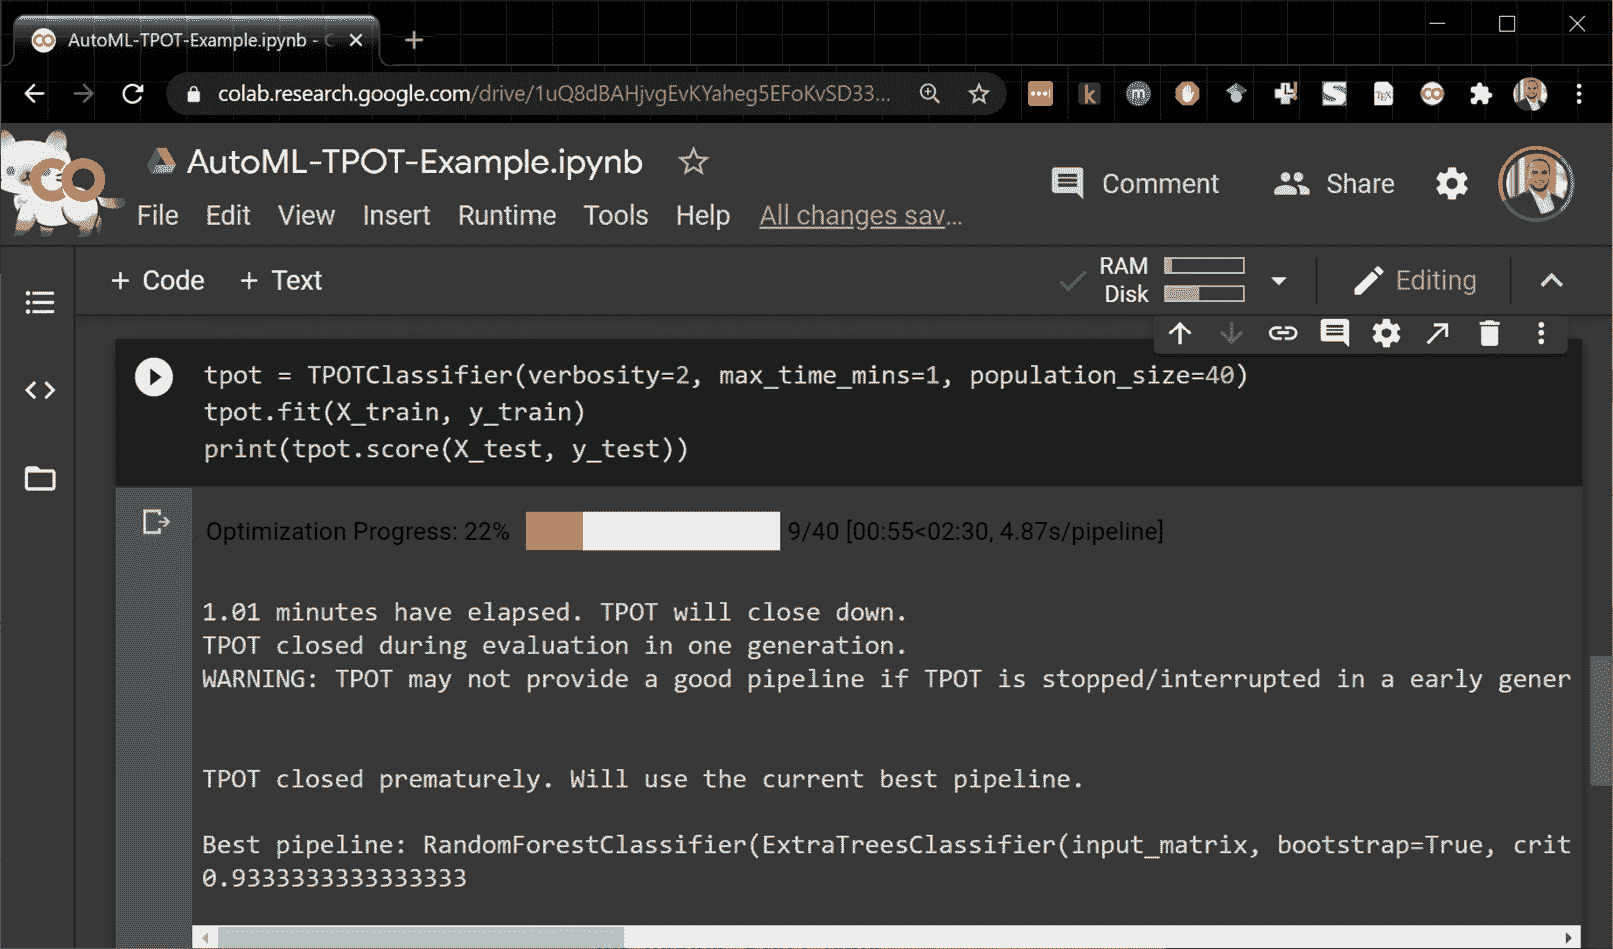 AutoML-TPOT-Example.ipynb - C
colab.research.google.com/drive/1uQ8dBAHjvgEvKYaheg5EFoKvSD33...
AutoML-TPOT-Example.ipynb
Comment
Share
File Edit View Insert Runtime Tools Help All changes sav...
+ Code + Text
RAM
Disk
Editing
tpot = TPOTClassifier(verbosity=2, max_time_mins=1, population_size=40)
tpot.fit(X_train, y_train)
print(tpot.score(X_test, y_test))
Optimization Progress: 22% 9/40 [00:55<02:30, 4.87s/pipeline]
1.01 minutes have elapsed. TPOT will close down.
TPOT closed during evaluation in one generation.
WARNING: TPOT may not provide a good pipeline if TPOT is stopped/interrupted in a early gener
TPOT closed prematurely. Will use the current best pipeline.
Best pipeline: RandomForestClassifier(ExtraTreesClassifier(input_matrix, bootstrap=True, crit
0.9333333333333333